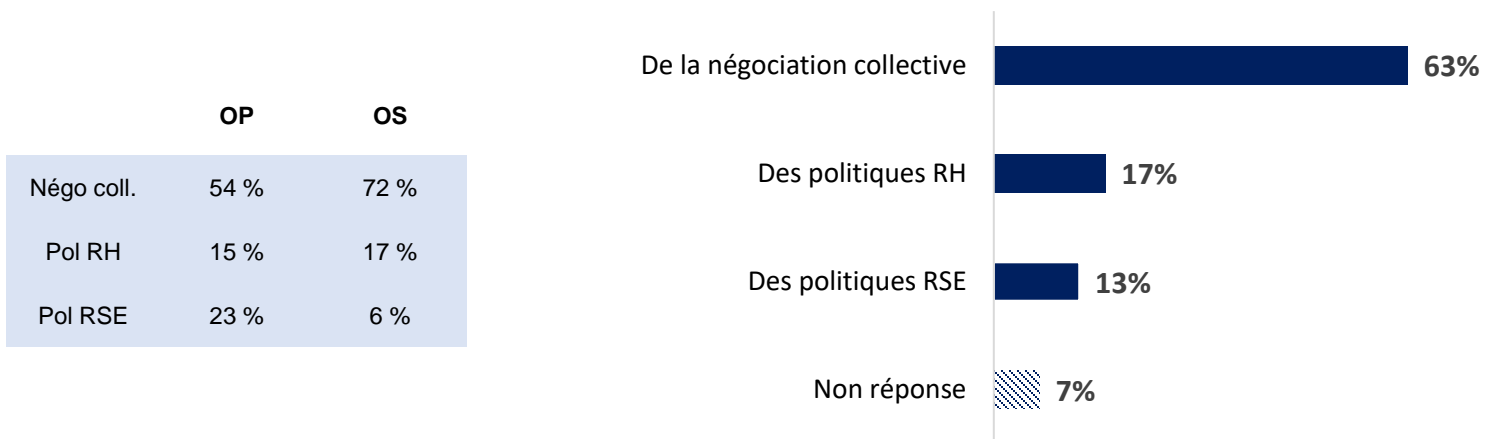 OP OS
Négo coll. 54 % 72 %
Pol RH 15 % 17 %
Pol RSE 23 % 6 %
De la négociation collective 63%
Des politiques RH 17%
Des politiques RSE 13%
Non réponse 7%